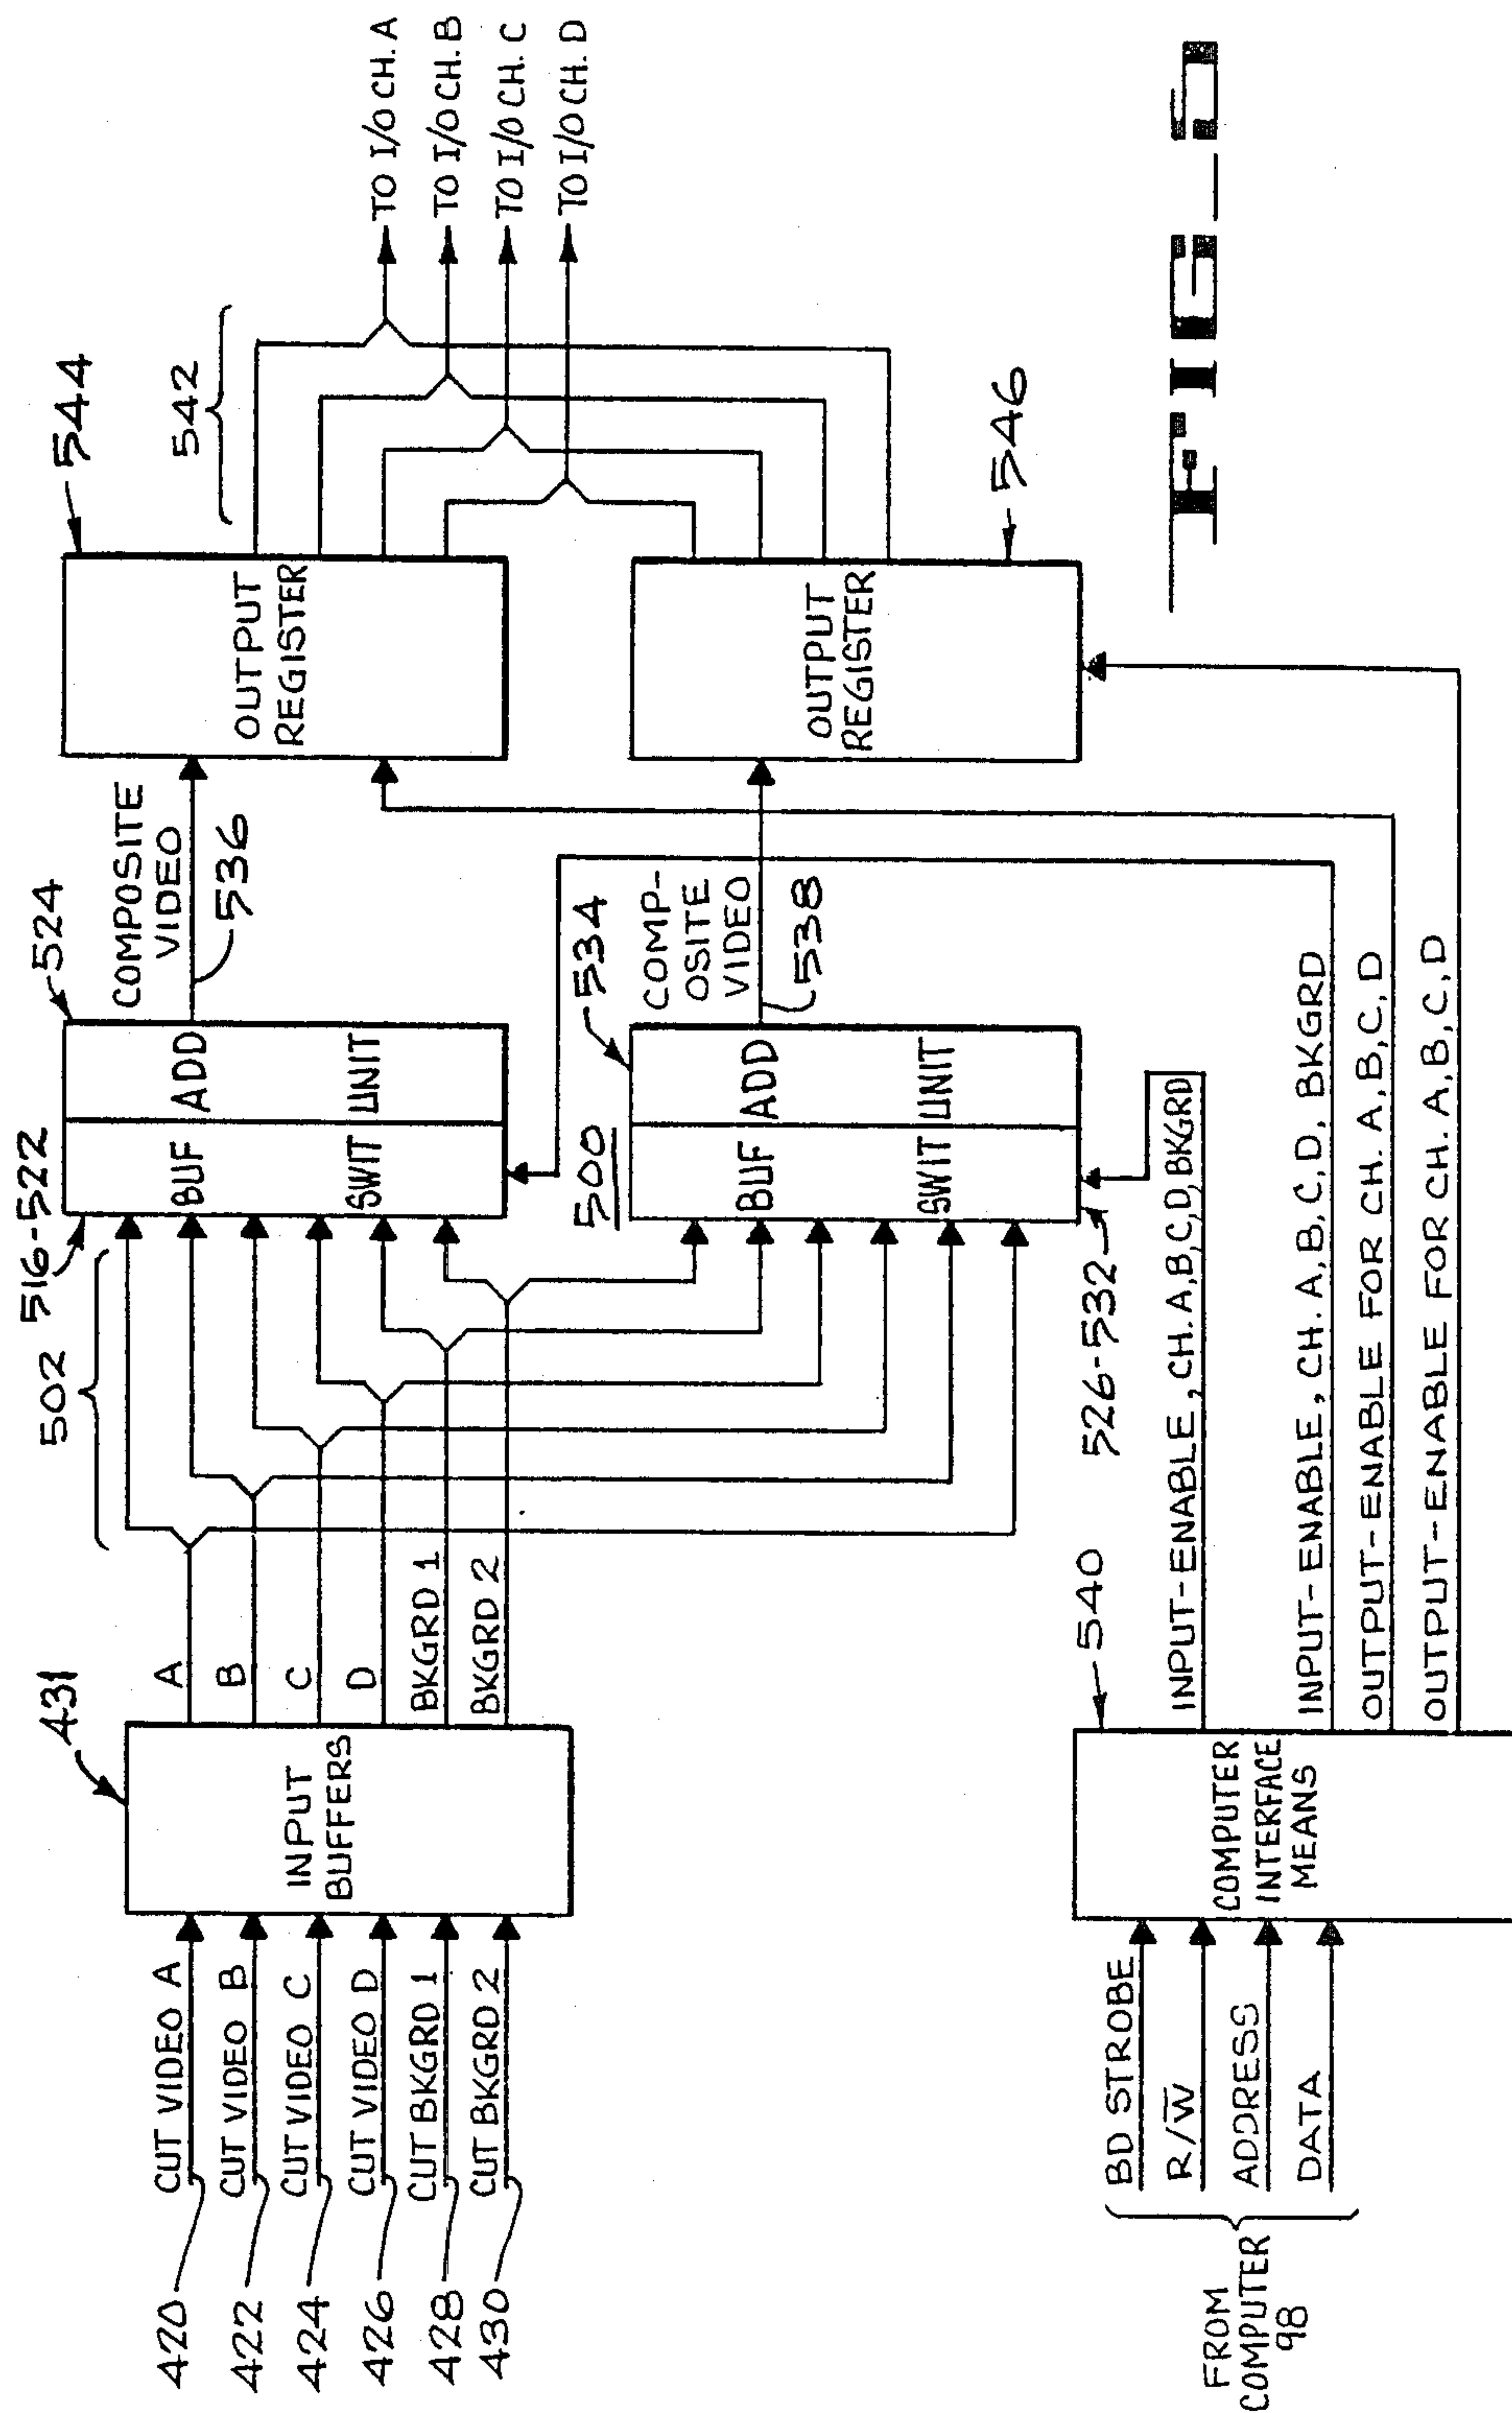 420
422
424
426
428
430
CUT VIDEO A
CUT VIDEO B
CUT VIDEO C
CUT VIDEO D
CUT BKGRD 1
CUT BKGRD 2
431
INPUT
BUFFERS
A
B
C
D
BKGRD 1
BKGRD 2
502
516-522
BUF
SWIT
524
ADD
UNIT
COMPOSITE
VIDEO
536
544
OUTPUT
REGISTER
542
TO I/O CH. A
TO I/O CH. B
TO I/O CH. C
TO I/O CH. D
500
BUF
SWIT
526-532
534
ADD
UNIT
COMP-
OSITE
VIDEO
538
OUTPUT
REGISTER
546
FROM
COMPUTER
98
BD STROBE
R/W̅
ADDRESS
DATA
540
COMPUTER
INTERFACE
MEANS
INPUT-ENABLE, CH. A,B,C,D,BKGRD
INPUT-ENABLE, CH. A,B,C,D, BKGRD
OUTPUT-ENABLE FOR CH. A,B,C,D
OUTPUT-ENABLE FOR CH. A,B,C,D
FIG_5